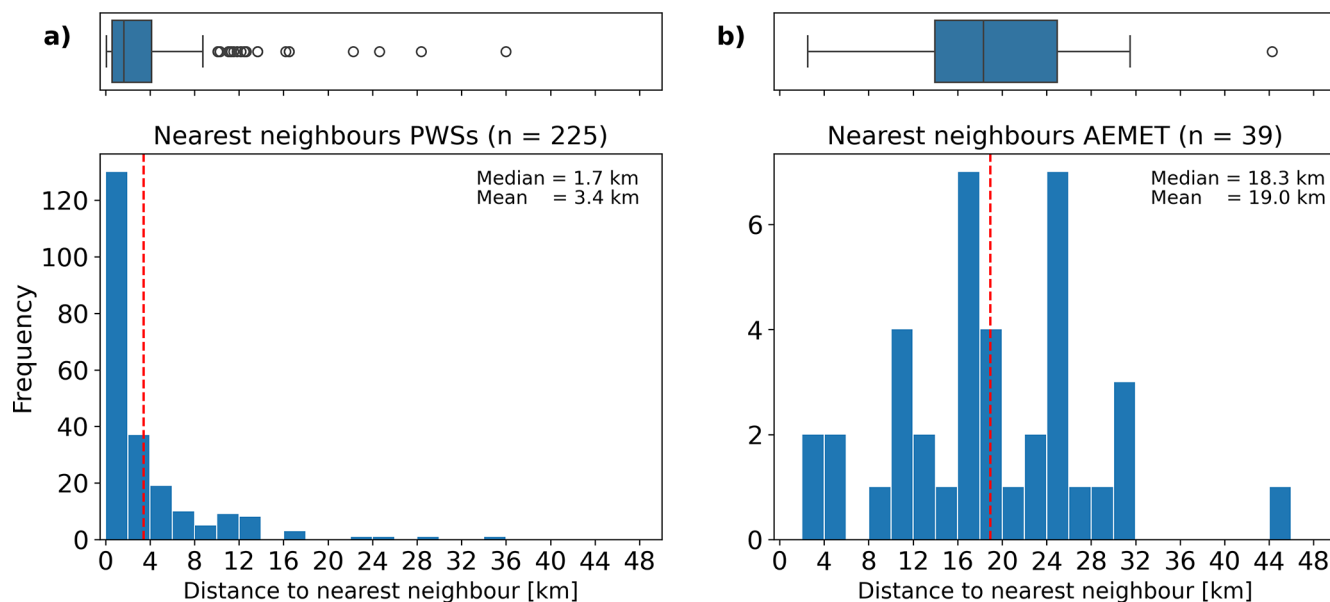 a)
Nearest neighbours PWSs (n = 225)
Median = 1.7 km
Mean = 3.4 km
Frequency
120
100
80
60
40
20
0
0 4 8 12 16 20 24 28 32 36 40 44 48
Distance to nearest neighbour [km]
b)
Nearest neighbours AEMET (n = 39)
Median = 18.3 km
Mean = 19.0 km
6
4
2
0
0 4 8 12 16 20 24 28 32 36 40 44 48
Distance to nearest neighbour [km]